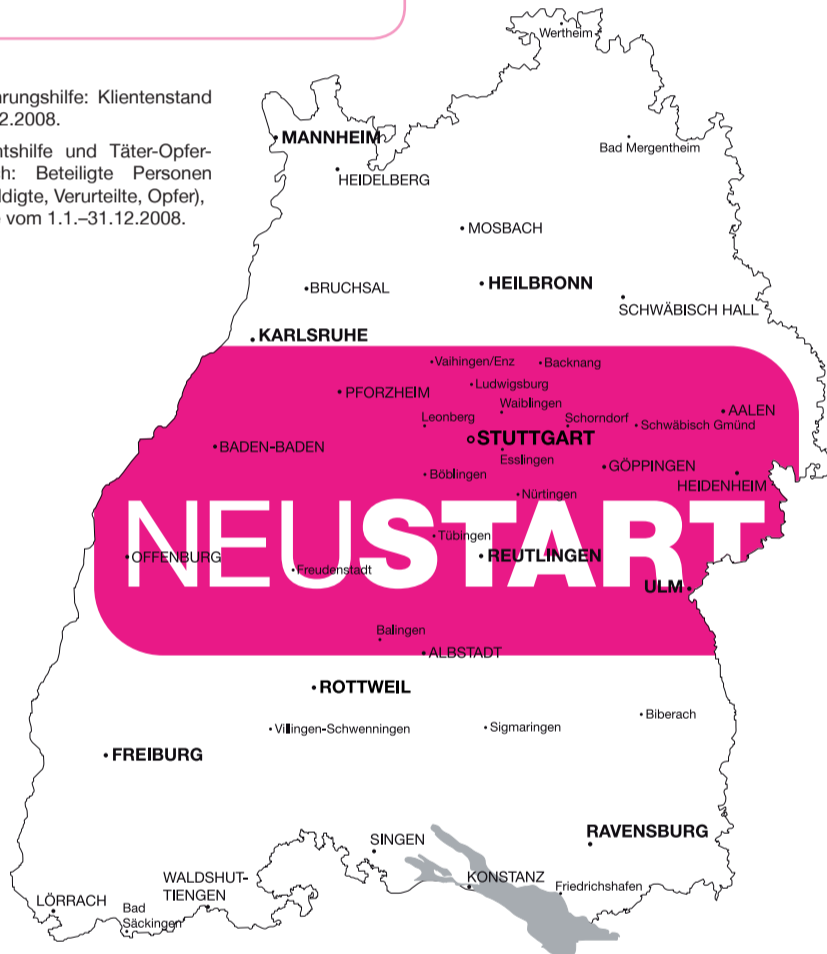 Wertheim
hrungshilfe: Klientenstand
2.2008.
ntshilfe und Täter-Opfer-
ch: Beteiligte Personen
ldigte, Verurteilte, Opfer),
e vom 1.1.–31.12.2008.
MANNHEIM
Bad Mergentheim
HEIDELBERG
MOSBACH
BRUCHSAL
HEILBRONN
SCHWÄBISCH HALL
KARLSRUHE
Vaihingen/Enz
Backnang
Ludwigsburg
PFORZHEIM
Waiblingen
Leonberg
Schorndorf
AALEN
Schwäbisch Gmünd
STUTTGART
BADEN-BADEN
Esslingen
GÖPPINGEN
Böblingen
HEIDENHEIM
Nürtingen
NEUSTART
Tübingen
OFFENBURG
REUTLINGEN
Freudenstadt
ULM
Balingen
ALBSTADT
ROTTWEIL
Biberach
Villingen-Schwenningen
Sigmaringen
FREIBURG
RAVENSBURG
SINGEN
WALDSHUT-
TIENGEN
KONSTANZ
Friedrichshafen
LÖRRACH
Bad
Säckingen